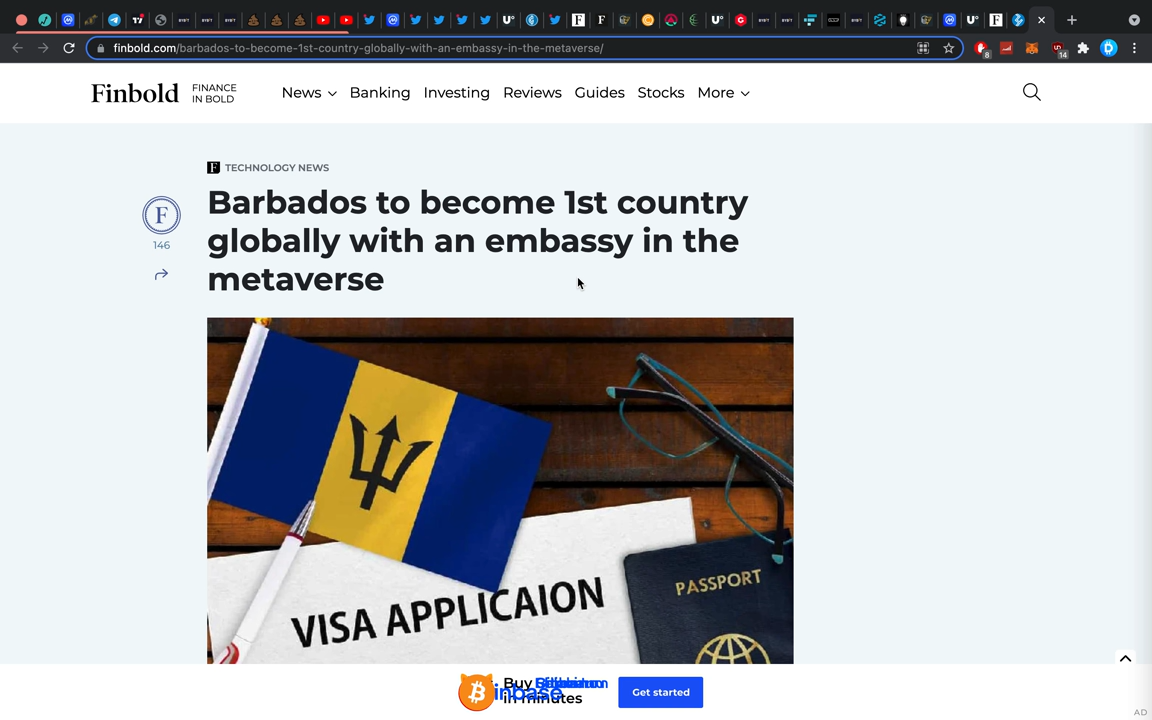 finbold.com/barbados-to-become-1st-country-globally-with-an-embassy-in-the-metaverse/
8
14
Finbold
FINANCE
IN BOLD
News
Banking
Investing
Reviews
Guides
Stocks
More
F TECHNOLOGY NEWS
Barbados to become 1st country
globally with an embassy in the
metaverse
F
146
VISA APPLICAION
PASSPORT
Buy
in minutes
Get started
AD